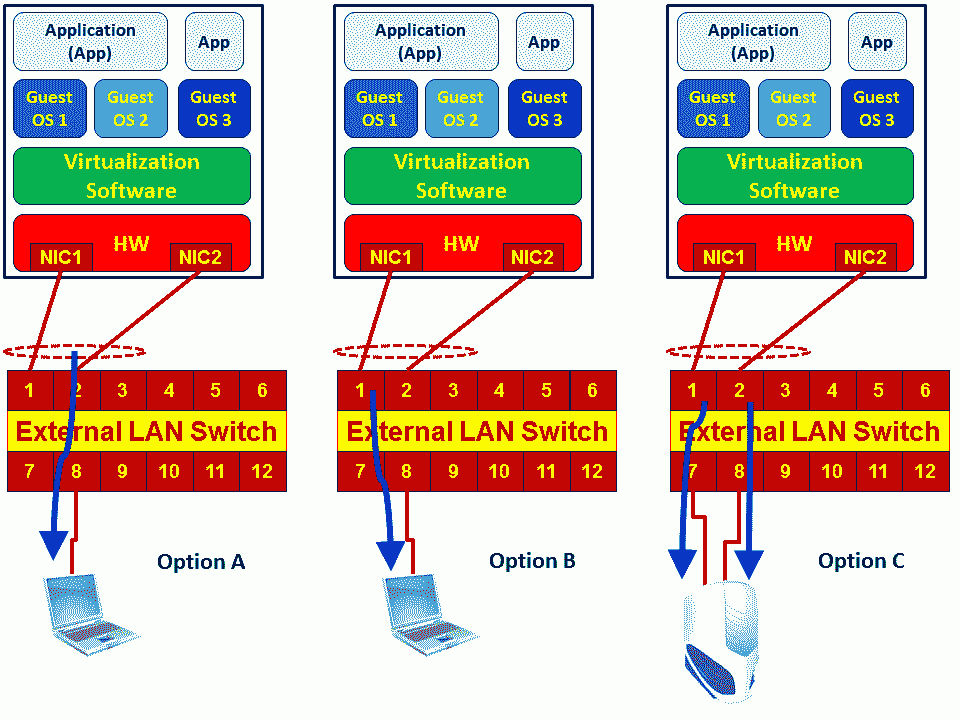 Application
(App)
App
Guest
OS 1
Guest
OS 2
Guest
OS 3
Virtualization
Software
HW
NIC1
NIC2
1 2 3 4 5 6
External LAN Switch
7 8 9 10 11 12
Option A
Application
(App)
App
Guest
OS 1
Guest
OS 2
Guest
OS 3
Virtualization
Software
HW
NIC1
NIC2
1 2 3 4 5 6
External LAN Switch
7 8 9 10 11 12
Option B
Application
(App)
App
Guest
OS 1
Guest
OS 2
Guest
OS 3
Virtualization
Software
HW
NIC1
NIC2
1 2 3 4 5 6
External LAN Switch
7 8 9 10 11 12
Option C